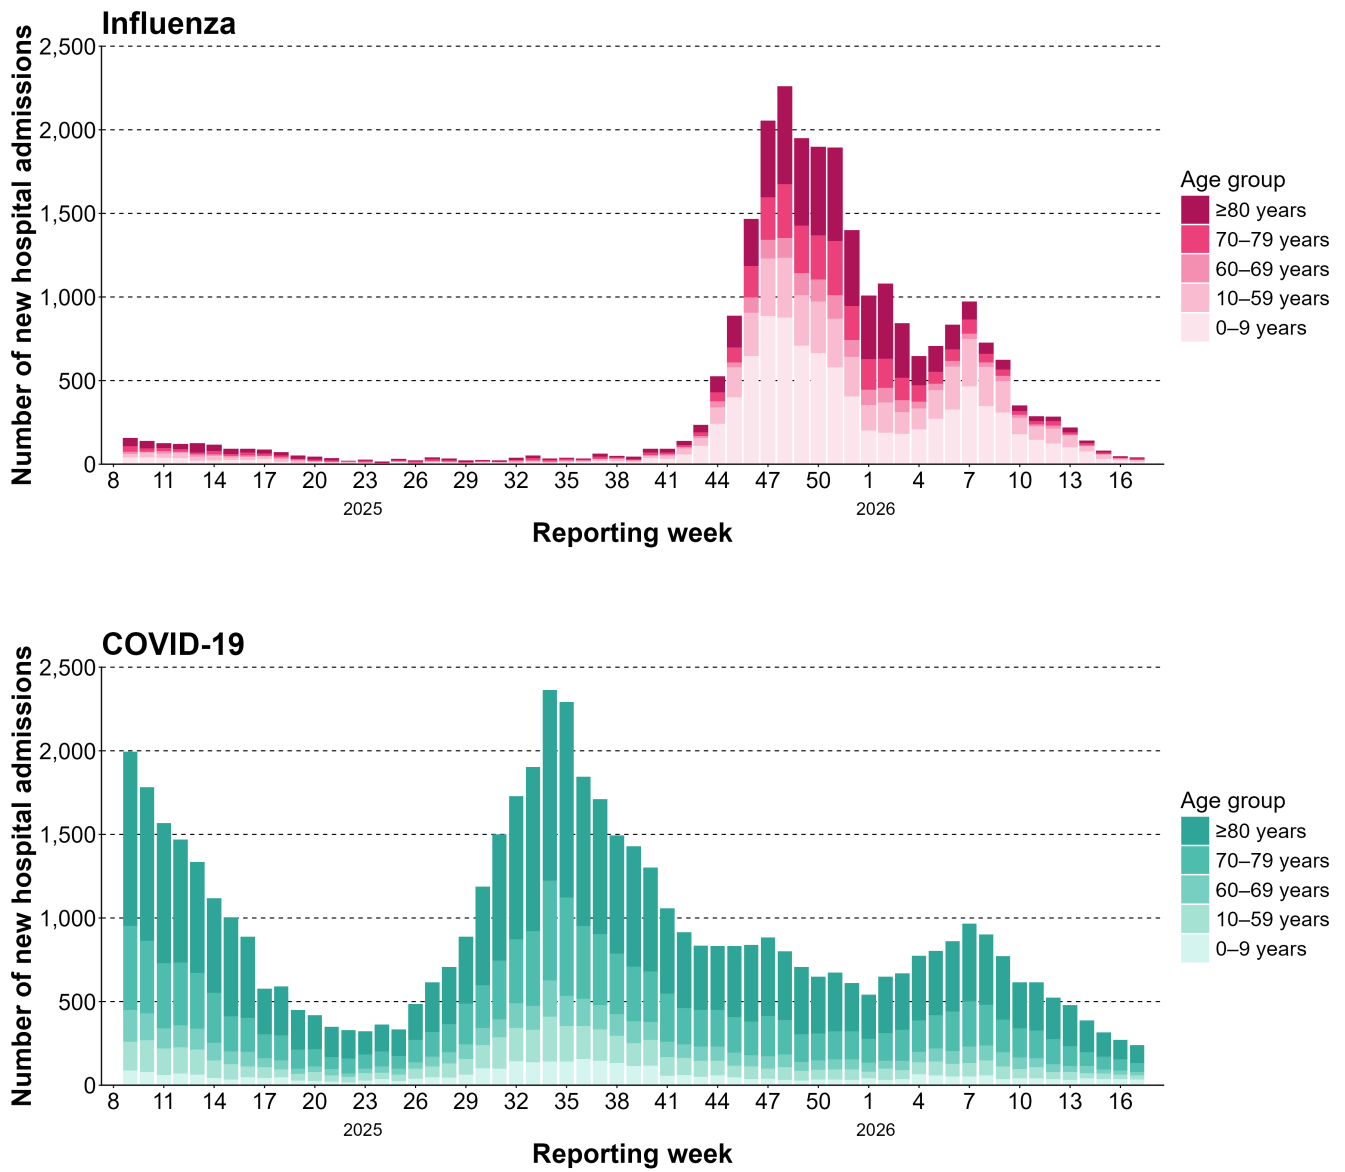 Influenza
Number of new hospital admissions
2,500
2,000
1,500
1,000
500
0
8 11 14 17 20 23 26 29 32 35 38 41 44 47 50 1 4 7 10 13 16
2025 2026
Reporting week
Age group
≥80 years
70–79 years
60–69 years
10–59 years
0–9 years
COVID-19
Number of new hospital admissions
2,500
2,000
1,500
1,000
500
0
8 11 14 17 20 23 26 29 32 35 38 41 44 47 50 1 4 7 10 13 16
2025 2026
Reporting week
Age group
≥80 years
70–79 years
60–69 years
10–59 years
0–9 years